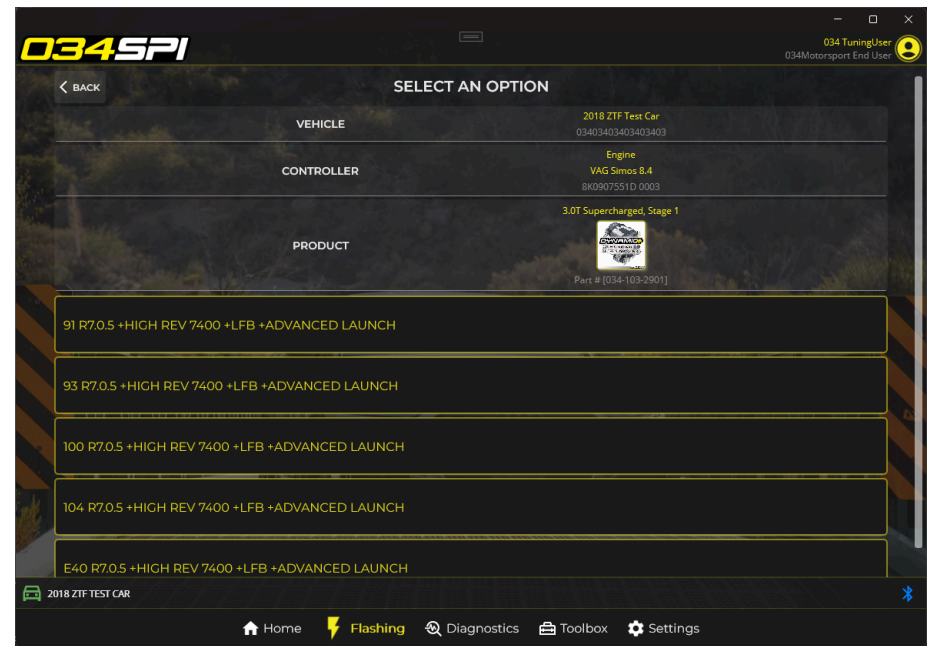 034SPI
034 TuningUser
034Motorsport End User
BACK
SELECT AN OPTION
VEHICLE
2018 ZTF Test Car
03403403403403403
CONTROLLER
Engine
VAG Simos 8.4
8K0907551D 0003
PRODUCT
3.0T Supercharged, Stage 1
DYNAMIC+
Part # [034-103-2901]
91 R7.0.5 +HIGH REV 7400 +LFB +ADVANCED LAUNCH
93 R7.0.5 +HIGH REV 7400 +LFB +ADVANCED LAUNCH
100 R7.0.5 +HIGH REV 7400 +LFB +ADVANCED LAUNCH
104 R7.0.5 +HIGH REV 7400 +LFB +ADVANCED LAUNCH
E40 R7.0.5 +HIGH REV 7400 +LFB +ADVANCED LAUNCH
2018 ZTF TEST CAR
Home Flashing Diagnostics Toolbox Settings